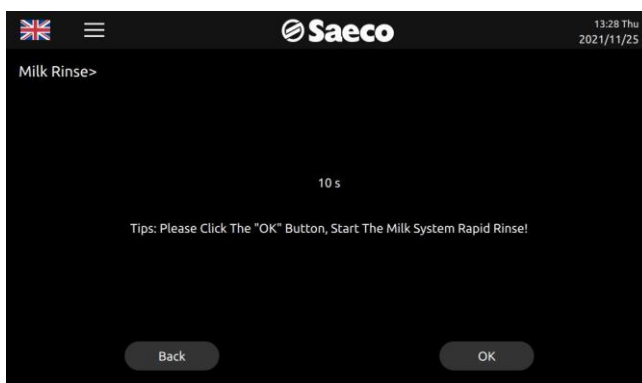 Saeco
13:28 Thu
2021/11/25
Milk Rinse>
10 s
Tips: Please Click The "OK" Button, Start The Milk System Rapid Rinse!
Back
OK